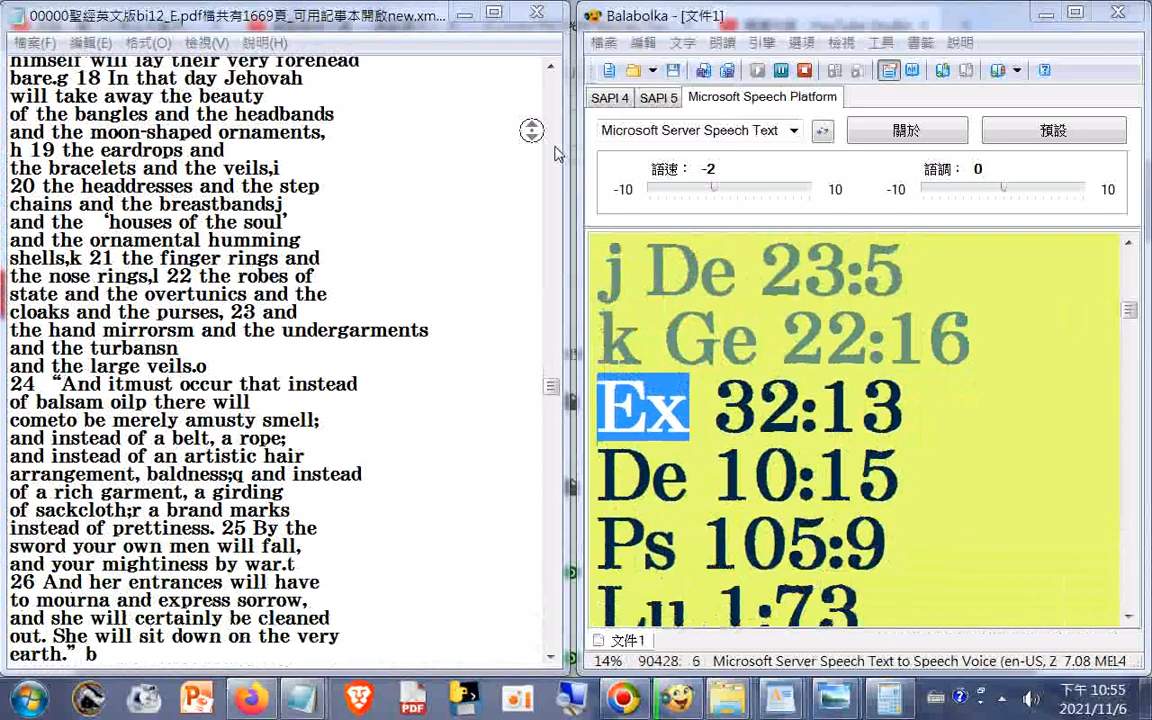 00000聖經英文版bi12_E.pdf檔共有1669頁_可用記事本開啟new.xm...
檔案(F) 編輯(E) 格式(O) 檢視(V) 說明(H)
himself will lay their very forehead
bare.g 18 In that day Jehovah
will take away the beauty
of the bangles and the headbands
and the moon-shaped ornaments,
h 19 the eardrops and
the bracelets and the veils,i
20 the headdresses and the step
chains and the breastbandsj
and the ‘houses of the soul’
and the ornamental humming
shells,k 21 the finger rings and
the nose rings,l 22 the robes of
state and the overtunics and the
cloaks and the purses, 23 and
the hand mirrorsm and the undergarments
and the turbansn
and the large veils.o
24 “And itmust occur that instead
of balsam oilp there will
cometo be merely amusty smell;
and instead of a belt, a rope;
and instead of an artistic hair
arrangement, baldness;q and instead
of a rich garment, a girding
of sackcloth;r a brand marks
instead of prettiness. 25 By the
sword your own men will fall,
and your mightiness by war.t
26 And her entrances will have
to mourna and express sorrow,
and she will certainly be cleaned
out. She will sit down on the very
earth.” b
Balabolka - [文件1]
檔案 編輯 文字 朗讀 引擎 選項 檢視 工具 書籤 說明
SAPI 4 SAPI 5 Microsoft Speech Platform
Microsoft Server Speech Text 關於 預設
語速： -2 語調： 0
-10 10 -10 10
j De 23:5
k Ge 22:16
Ex 32:13
De 10:15
Ps 105:9
Lu 1:73
文件1
14% 90428: 6 Microsoft Server Speech Text to Speech Voice (en-US, Z 7.08 ME14
下午 10:55
2021/11/6